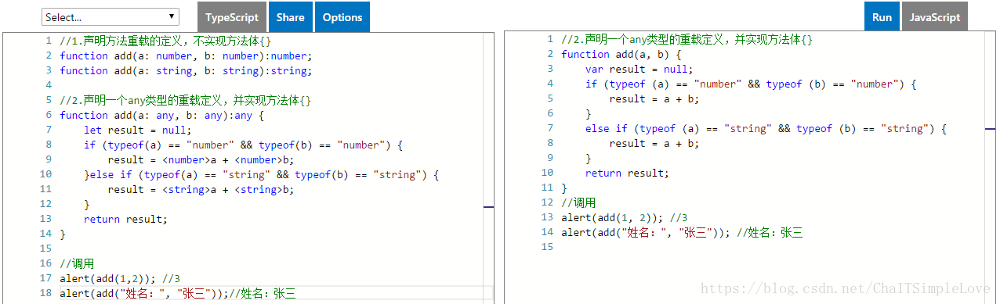 Select...
TypeScript
Share
Options
Run
JavaScript
1 //1.声明方法重载的定义，不实现方法体{}
2 function add(a: number, b: number):number;
3 function add(a: string, b: string):string;
4
5 //2.声明一个any类型的重载定义，并实现方法体{}
6 function add(a: any, b: any):any {
7     let result = null;
8     if (typeof(a) == "number" && typeof(b) == "number") {
9         result = <number>a + <number>b;
10     }else if (typeof(a) == "string" && typeof(b) == "string") {
11         result = <string>a + <string>b;
12     }
13     return result;
14 }
15
16 //调用
17 alert(add(1,2)); //3
18 alert(add("姓名：", "张三"));//姓名：张三
1 //2.声明一个any类型的重载定义，并实现方法体{}
2 function add(a, b) {
3     var result = null;
4     if (typeof (a) == "number" && typeof (b) == "number") {
5         result = a + b;
6     }
7     else if (typeof (a) == "string" && typeof (b) == "string") {
8         result = a + b;
9     }
10     return result;
11 }
12 //调用
13 alert(add(1, 2)); //3
14 alert(add("姓名：", "张三")); //姓名：张三
15
https://blog.csdn.net/ChaITSimpleLove